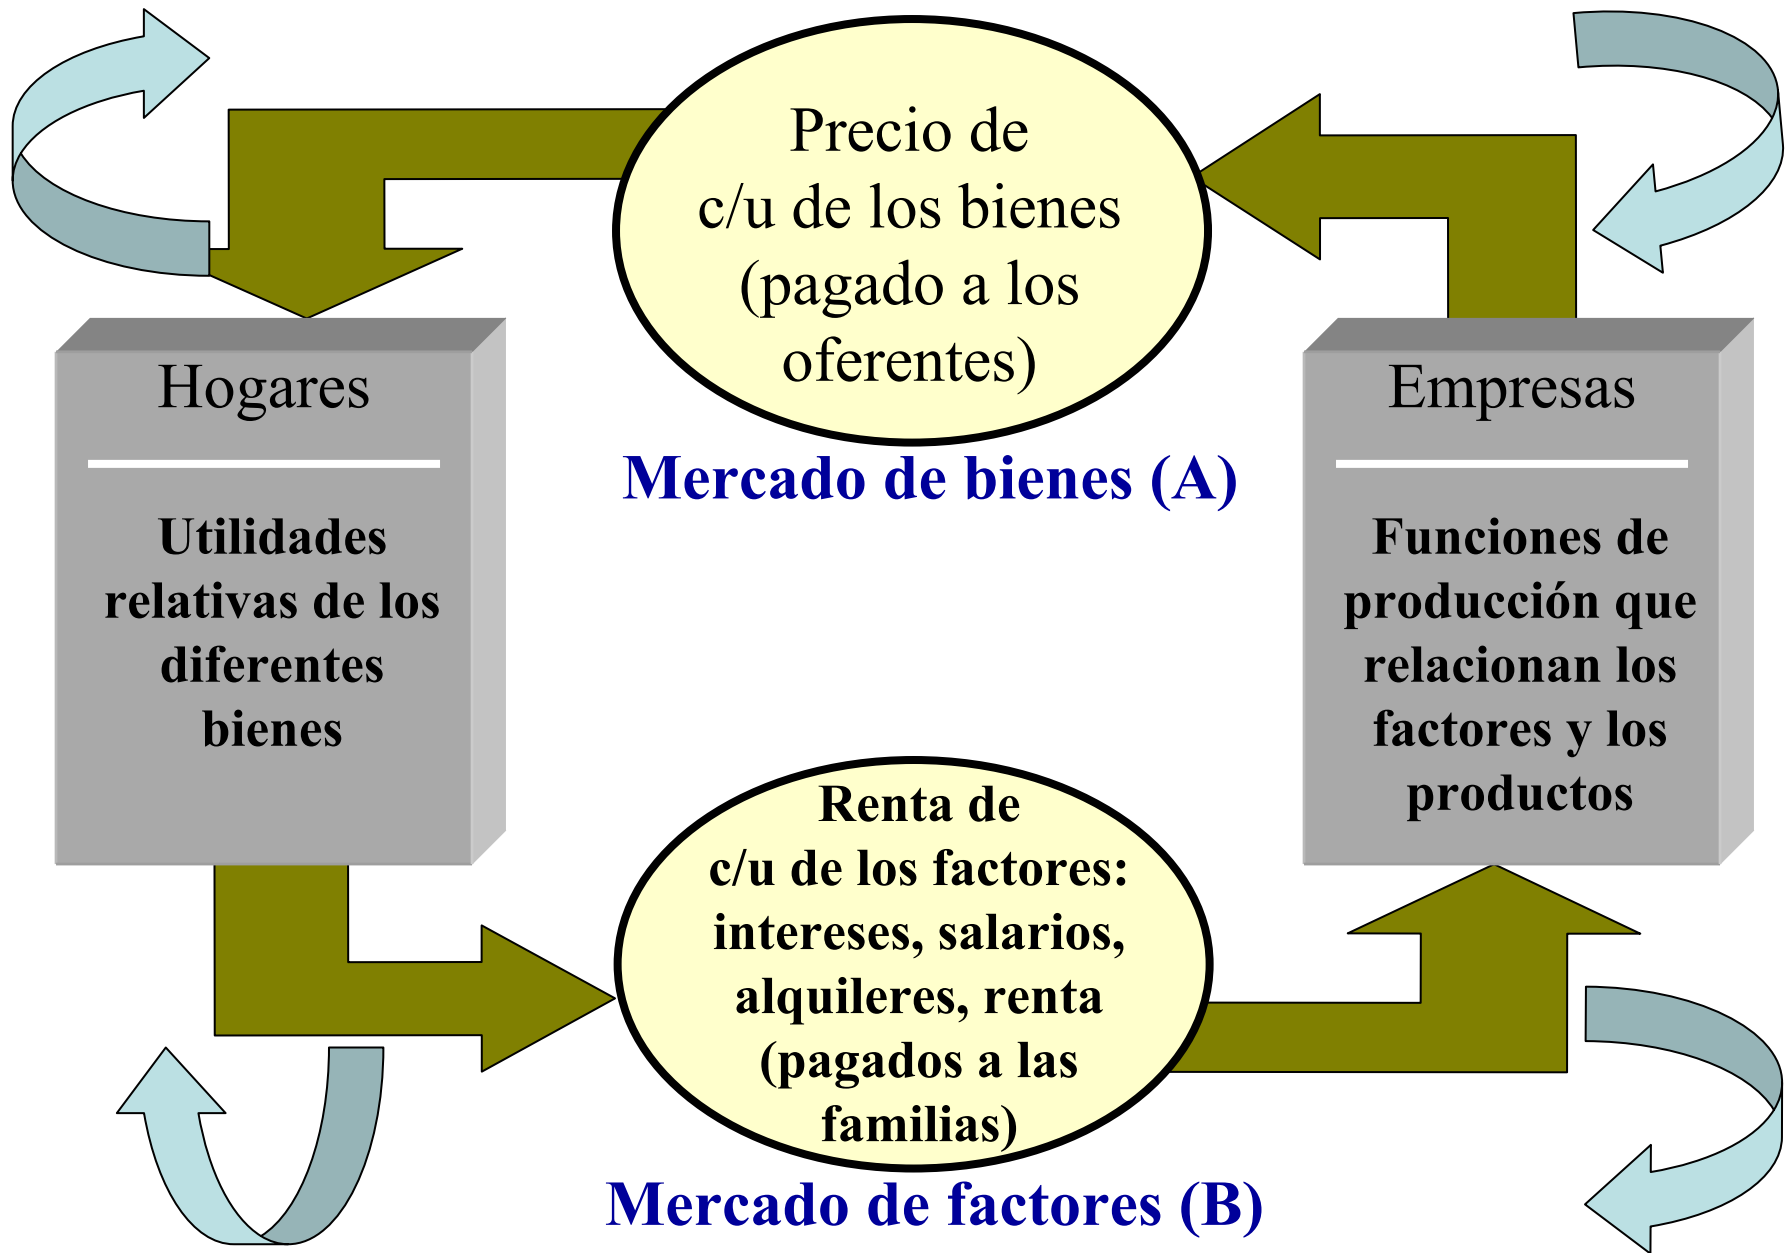 Precio de
c/u de los bienes
(pagado a los
oferentes)
Mercado de bienes (A)
Hogares
Utilidades
relativas de los
diferentes
bienes
Empresas
Funciones de
producción que
relacionan los
factores y los
productos
Renta de
c/u de los factores:
intereses, salarios,
alquileres, renta
(pagados a las
familias)
Mercado de factores (B)